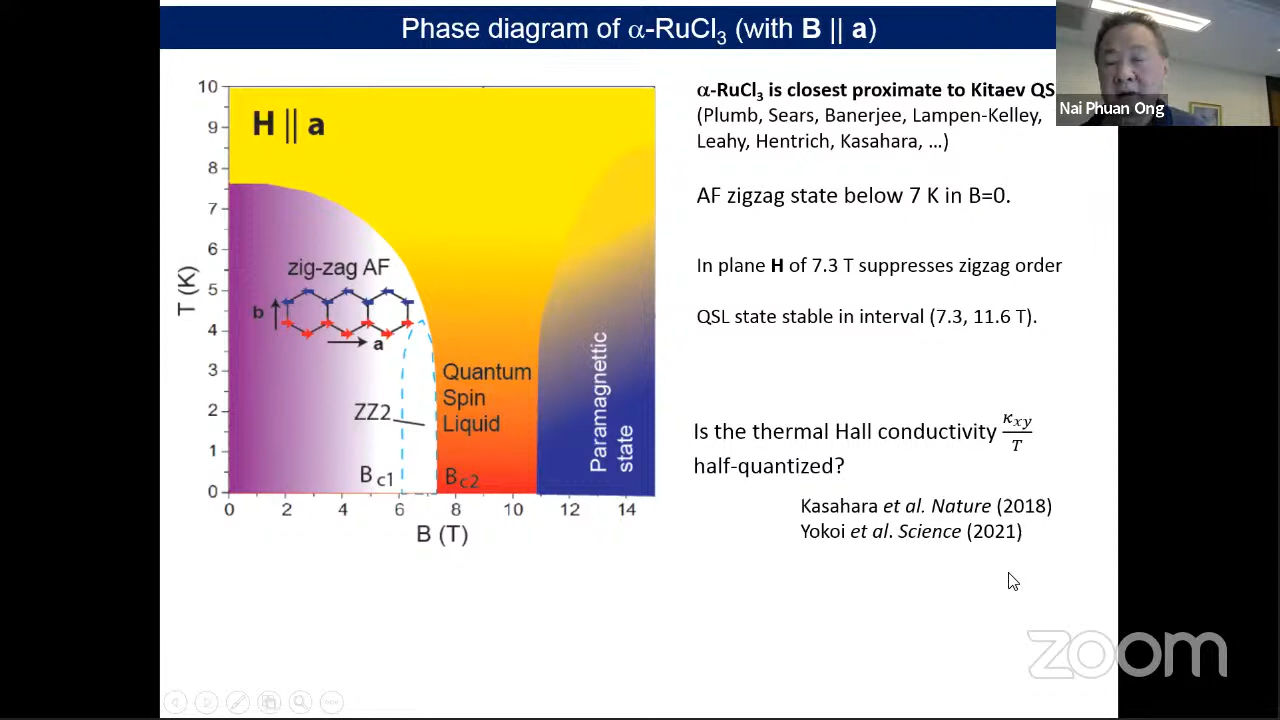 Phase diagram of α-RuCl₃ (with B || a)
Nai Phuan Ong
H || a
zig-zag AF
b
a
ZZ2
B c1
Quantum
Spin
Liquid
B c2
Paramagnettic
state
T (K)
10
9
8
7
6
5
4
3
2
1
0
0 2 4 6 8 10 12 14
B (T)
α-RuCl₃ is closest proximate to Kitaev QS
(Plumb, Sears, Banerjee, Lampen-Kelley,
Leahy, Hentrich, Kasahara, …)
AF zigzag state below 7 K in B=0.
In plane H of 7.3 T suppresses zigzag order
QSL state stable in interval (7.3, 11.6 T).
Is the thermal Hall conductivity κxy/T
half-quantized?
Kasahara et al. Nature (2018)
Yokoi et al. Science (2021)
zoom